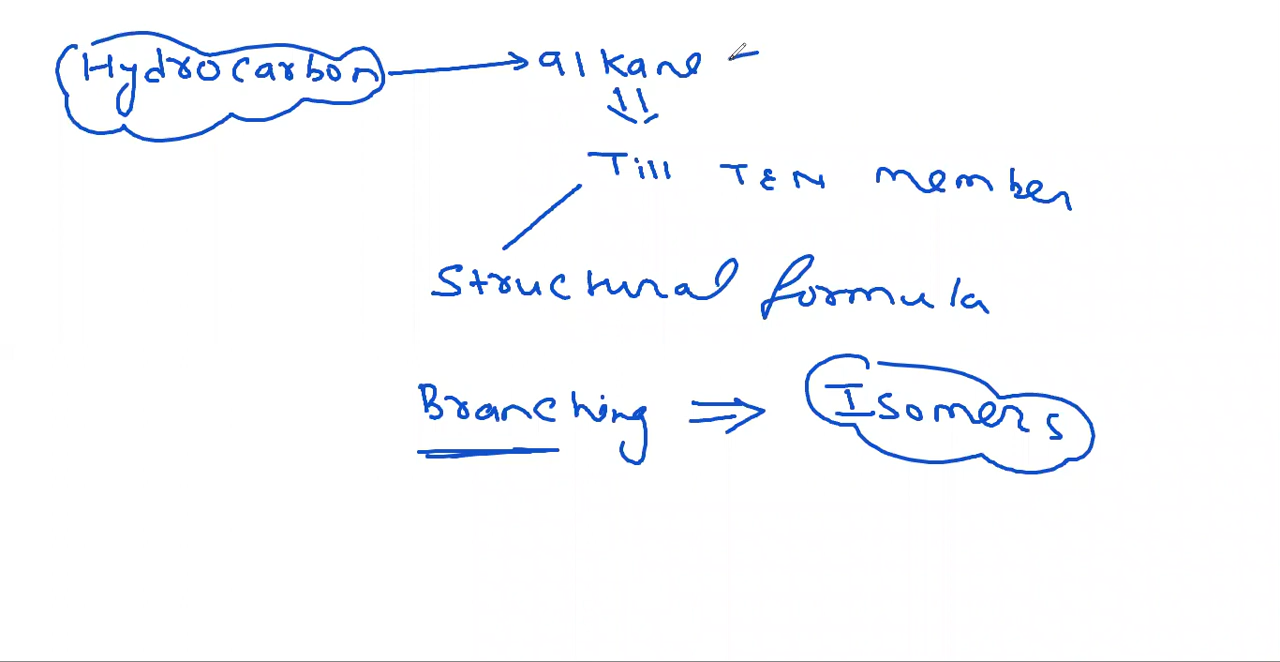 Hydrocarbon → alkane -
Till TEN member
Structural formula
Branching ⇒ Isomers